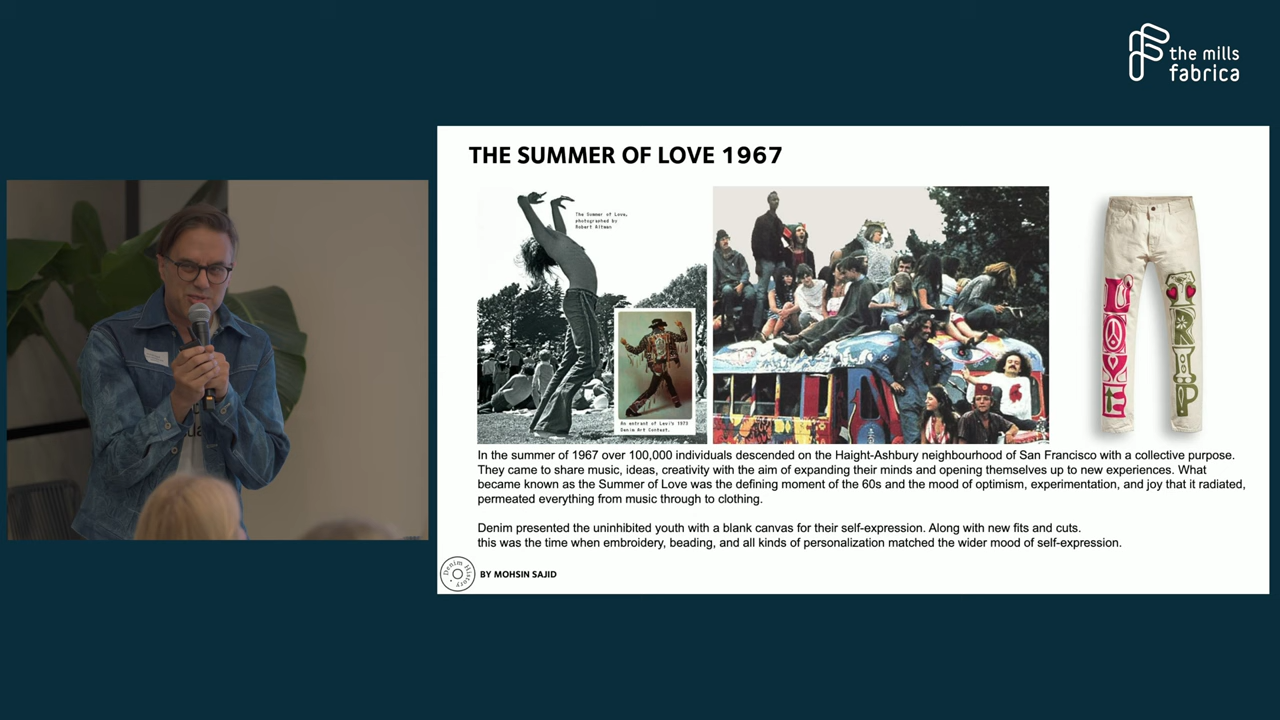 the mills
fabrica
THE SUMMER OF LOVE 1967
The Summer of Love,
photographed by
Robert Altman
An entrant of Levi's 1973
Denim Art Contest.
LOVE
TRIP
In the summer of 1967 over 100,000 individuals descended on the Haight-Ashbury neighbourhood of San Francisco with a collective purpose.
They came to share music, ideas, creativity with the aim of expanding their minds and opening themselves up to new experiences. What
became known as the Summer of Love was the defining moment of the 60s and the mood of optimism, experimentation, and joy that it radiated,
permeated everything from music through to clothing.
Denim presented the uninhibited youth with a blank canvas for their self-expression. Along with new fits and cuts.
this was the time when embroidery, beading, and all kinds of personalization matched the wider mood of self-expression.
Denim History
BY MOHSIN SAJID